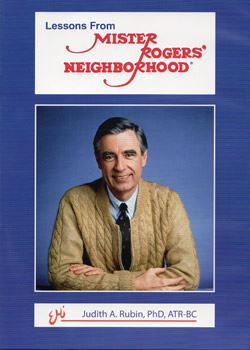 Lessons From
MISTER
ROGERS'
NEIGHBORHOOD®
Judith A. Rubin, PhD, ATR-BC